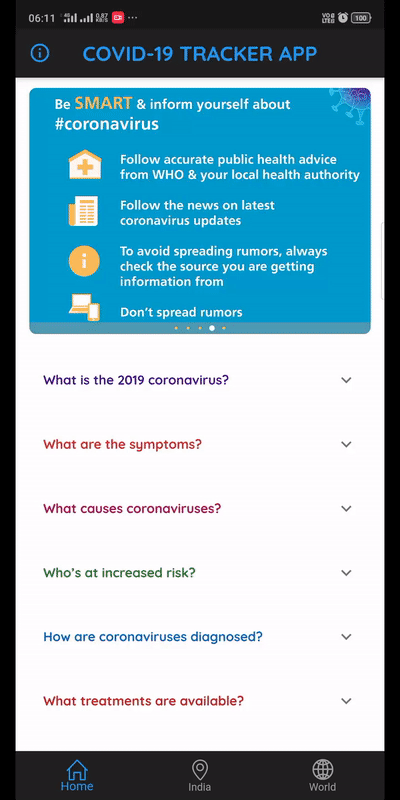 06:11
4G
0.87
KB/S
VoB
LTED
100
COVID-19 TRACKER APP
Be SMART & inform yourself about
#coronavirus
Follow accurate public health advice
from WHO & your local health authority
Follow the news on latest
coronavirus updates
To avoid spreading rumors, always
check the source you are getting
information from
Don't spread rumors
What is the 2019 coronavirus?
What are the symptoms?
What causes coronaviruses?
Who's at increased risk?
How are coronaviruses diagnosed?
What treatments are available?
Home
India
World